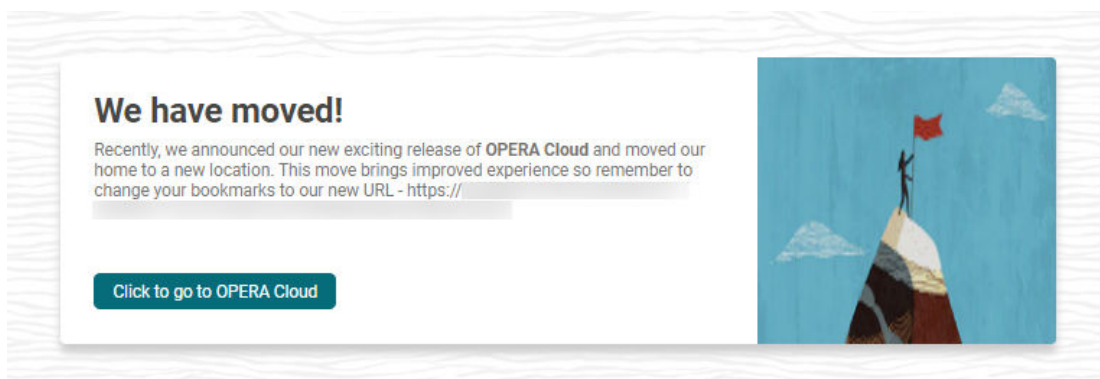 We have moved!
Recently, we announced our new exciting release of OPERA Cloud and moved our
home to a new location. This move brings improved experience so remember to
change your bookmarks to our new URL - https://
Click to go to OPERA Cloud